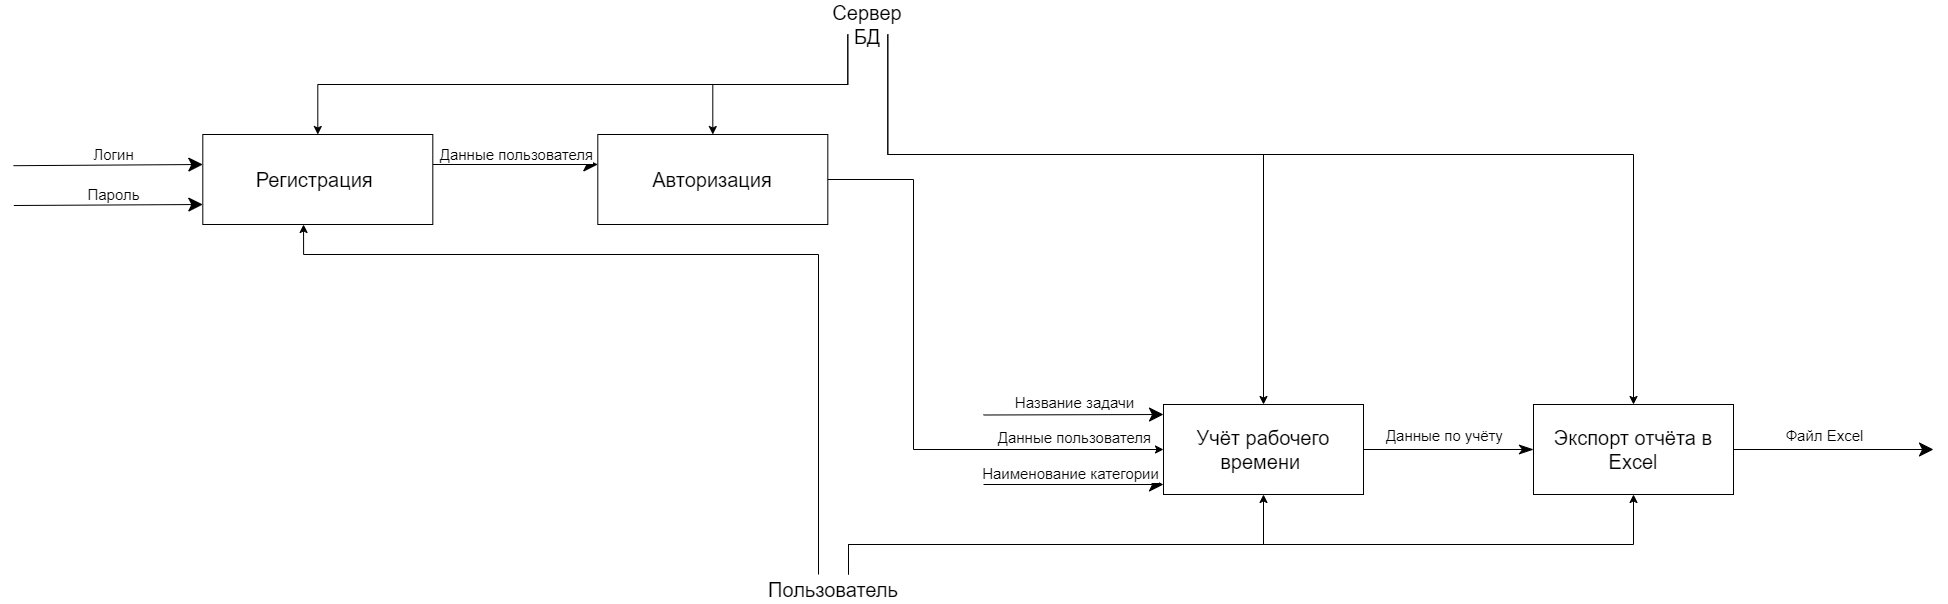 Сервер
БД
Логин
Пароль
Регистрация
Данные пользователя
Авторизация
Название задачи
Данные пользователя
Наименование категории
Учёт рабочего
времени
Данные по учёту
Экспорт отчёта в
Excel
Файл Excel
Пользователь